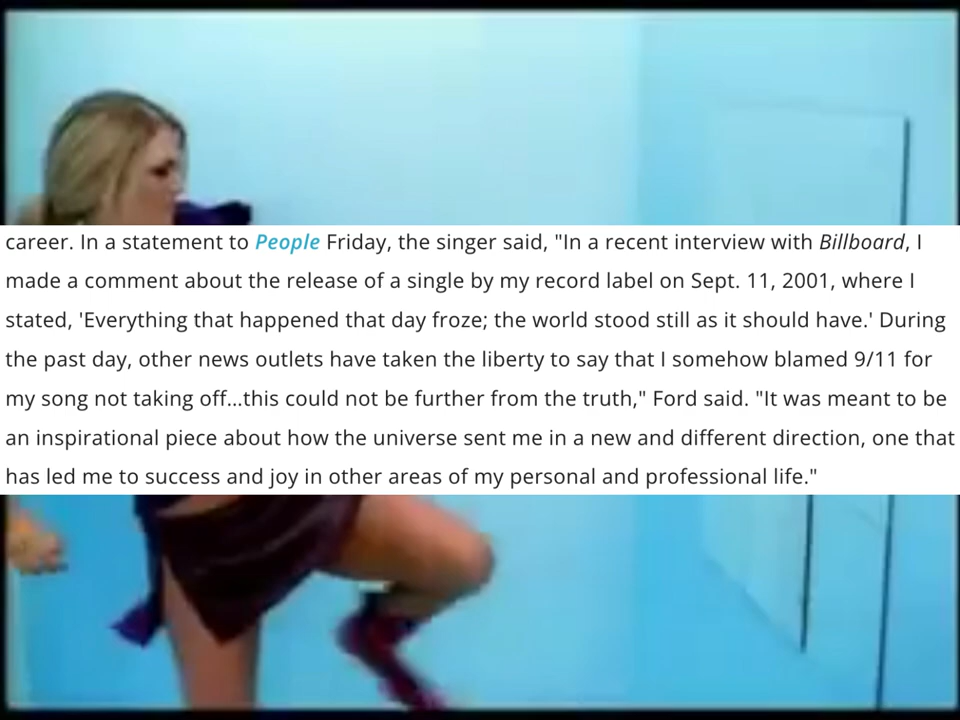 career. In a statement to People Friday, the singer said, "In a recent interview with Billboard, I
made a comment about the release of a single by my record label on Sept. 11, 2001, where I
stated, 'Everything that happened that day froze; the world stood still as it should have.' During
the past day, other news outlets have taken the liberty to say that I somehow blamed 9/11 for
my song not taking off...this could not be further from the truth," Ford said. "It was meant to be
an inspirational piece about how the universe sent me in a new and different direction, one that
has led me to success and joy in other areas of my personal and professional life."